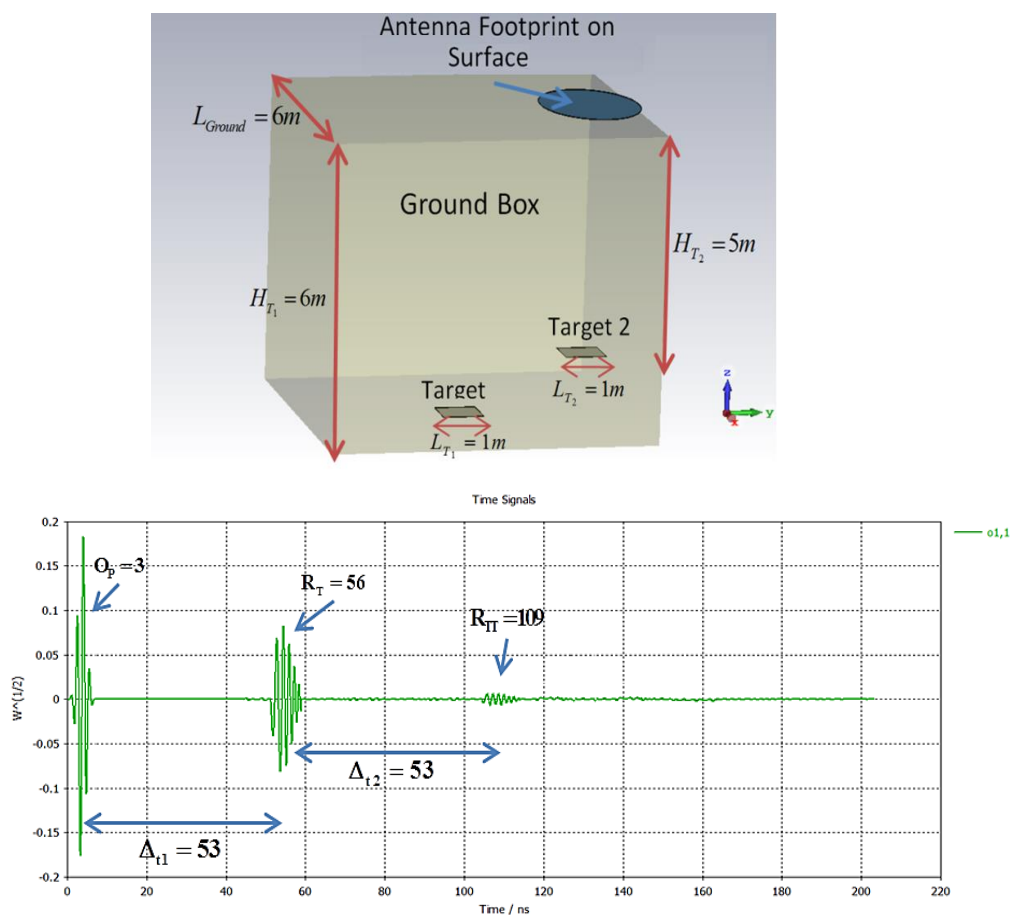 Antenna Footprint on
Surface
L_Ground = 6m
Ground Box
H_T₂ = 5m
H_T₁ = 6m
Target 2
L_T₂ = 1m
Target
L_T₁ = 1m
z
y
x
Time Signals
0.2
0.15
0.1
0.05
0
-0.05
-0.1
-0.15
-0.2
W^(1/2)
O_P = 3
R_T = 56
R_TT = 109
Δ_t2 = 53
Δ_t1 = 53
o1,1
0 20 40 60 80 100 120 140 160 180 200 220
Time / ns